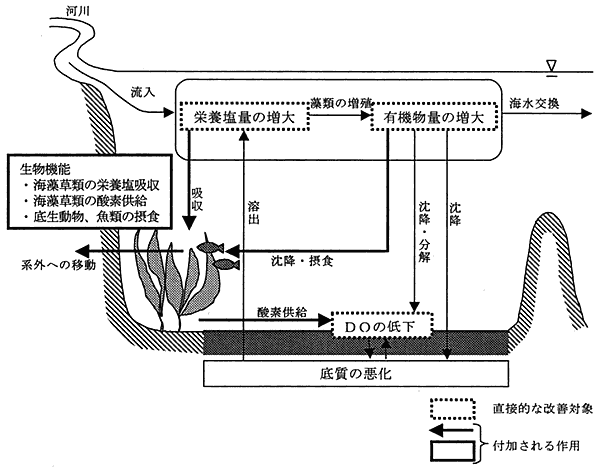 河川
流入
栄養塩量の増大
藻類の増殖
有機物量の増大
海水交換
生物機能
・海藻草類の栄養塩吸収
・海藻草類の酸素供給
・底生動物、魚類の摂食
吸収
溶出
沈降・分解
沈降
系外への移動
沈降・摂食
酸素供給
DOの低下
底質の悪化
直接的な改善対象
付加される作用